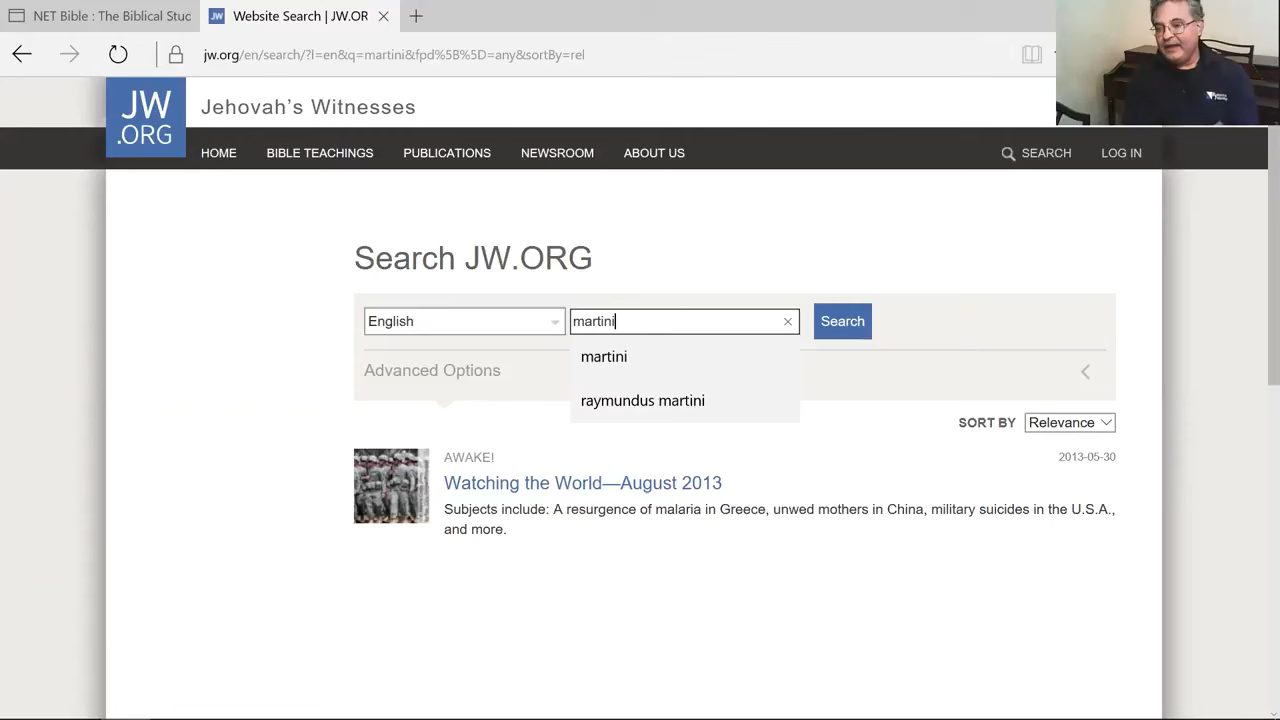 NET Bible : The Biblical Stud
Website Search | JW.OR
jw.org/en/search/?l=en&q=martini&fpd%5B%5D=any&sortBy=rel
JW
.ORG
Jehovah’s Witnesses
HOME BIBLE TEACHINGS PUBLICATIONS NEWSROOM ABOUT US SEARCH LOG IN
Search JW.ORG
English martini Search
martini
Advanced Options
raymundus martini
SORT BY Relevance
AWAKE! 2013-05-30
Watching the World—August 2013
Subjects include: A resurgence of malaria in Greece, unwed mothers in China, military suicides in the U.S.A.,
and more.